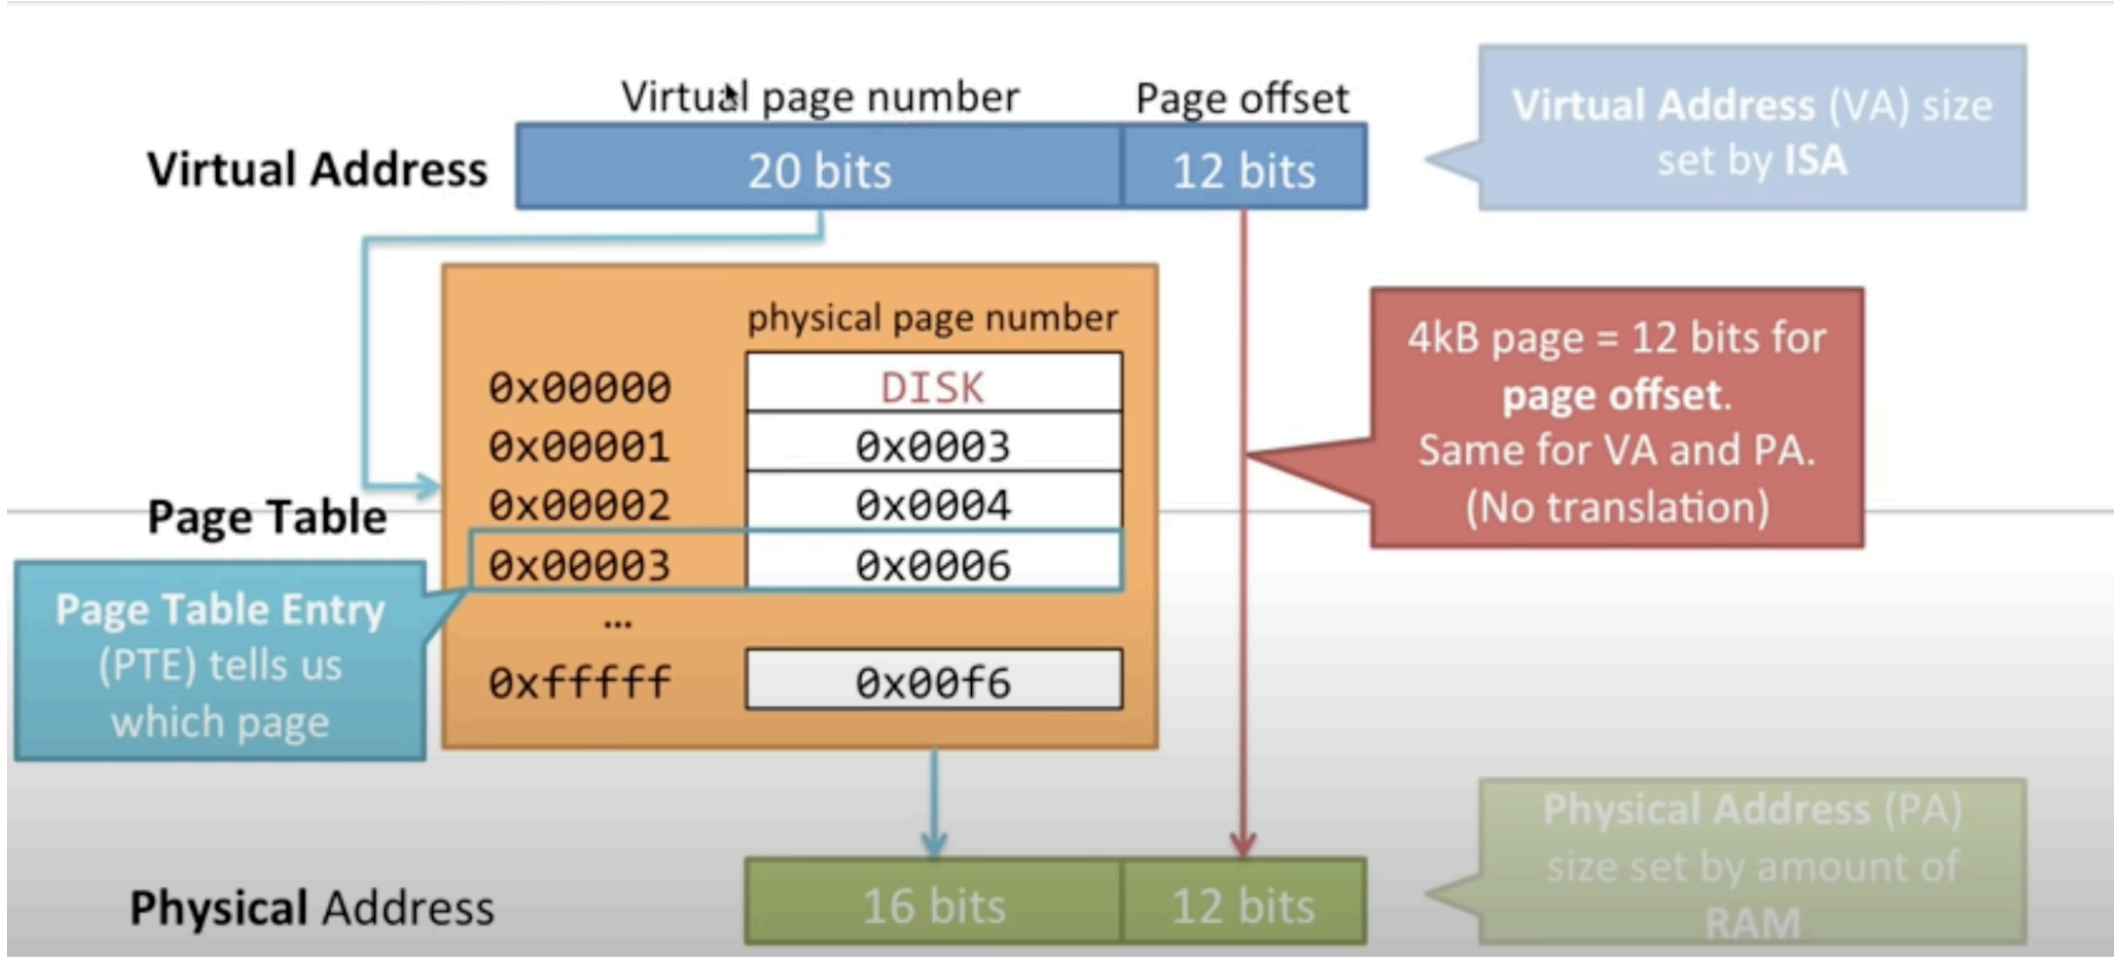 Virtual page number
Page offset
Virtual Address
20 bits
12 bits
Virtual Address (VA) size
set by ISA
physical page number
0x00000 DISK
0x00001 0x0003
0x00002 0x0004
0x00003 0x0006
...
0xfffff 0x00f6
Page Table
Page Table Entry
(PTE) tells us
which page
4kB page = 12 bits for
page offset.
Same for VA and PA.
(No translation)
Physical Address
16 bits
12 bits
Physical Address (PA)
size set by amount of
RAM